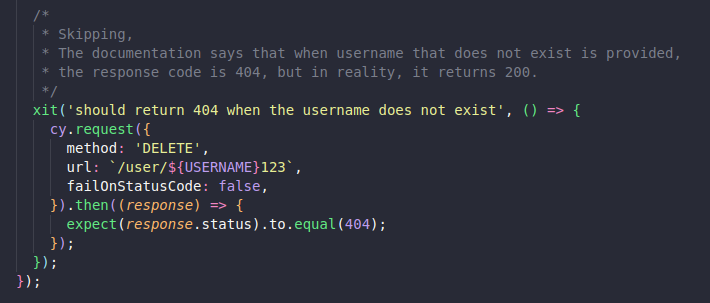 /*
 * Skipping,
 * The documentation says that when username that does not exist is provided,
 * the response code is 404, but in reality, it returns 200.
 */
xit('should return 404 when the username does not exist', () => {
  cy.request({
    method: 'DELETE',
    url: `/user/${USERNAME}123`,
    failOnStatusCode: false,
  }).then((response) => {
    expect(response.status).to.equal(404);
  });
});
});